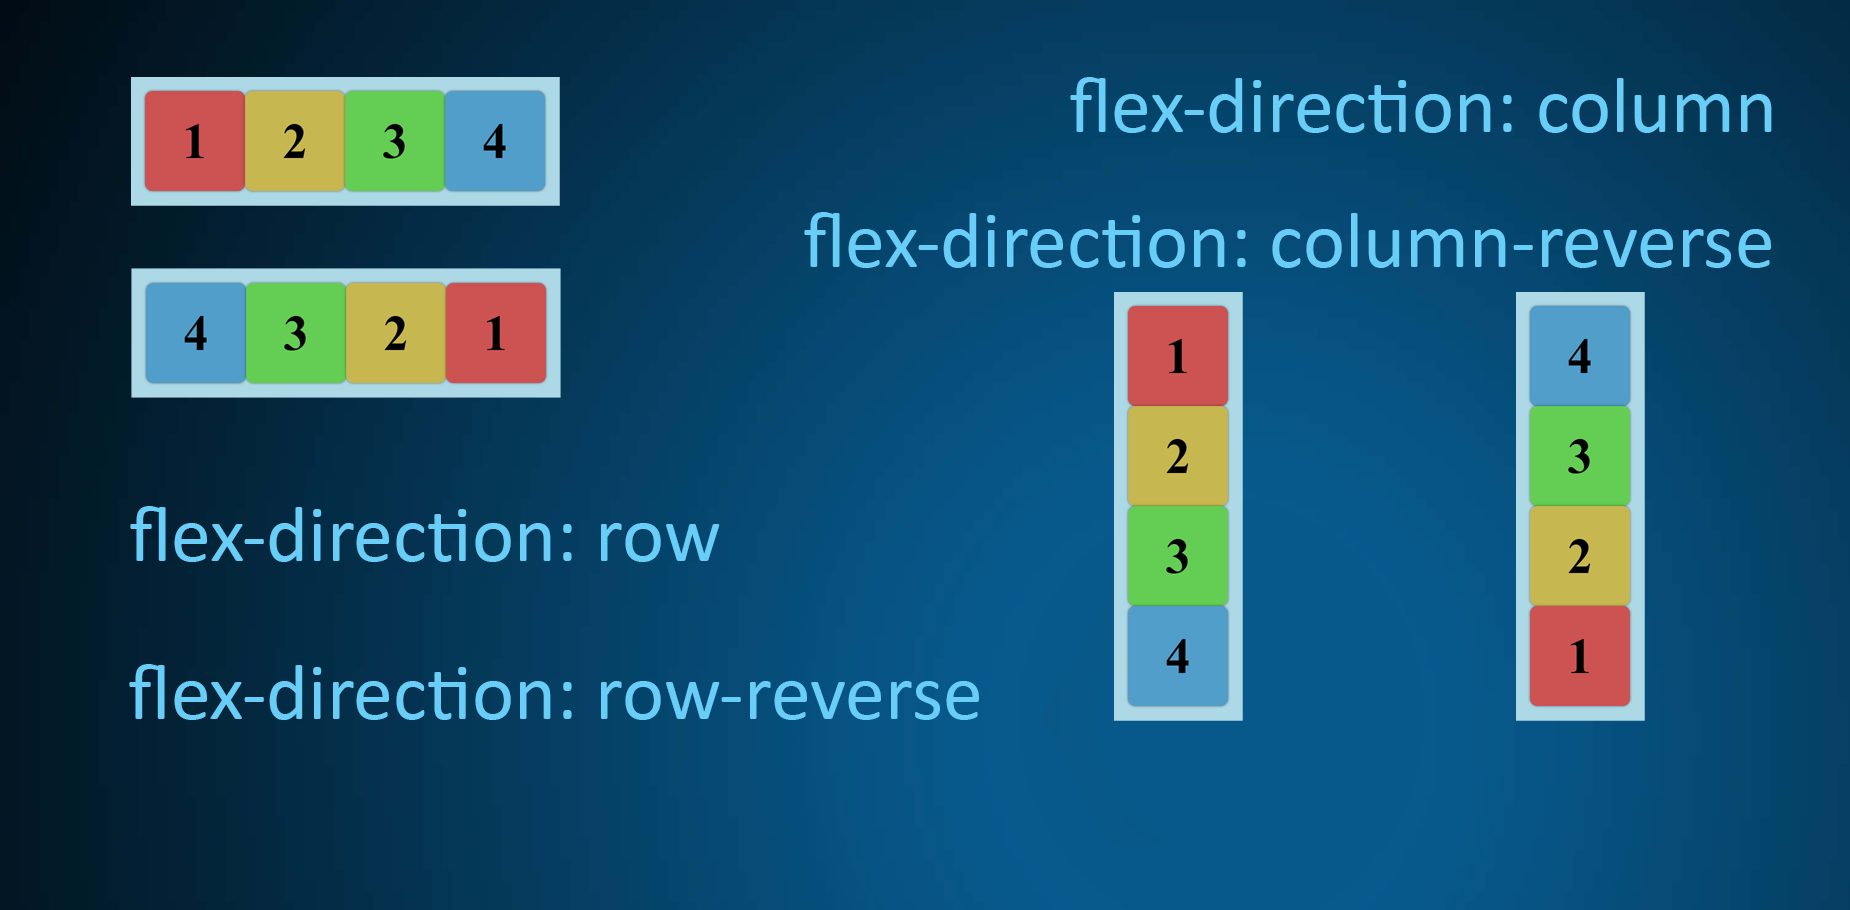 1 2 3 4
4 3 2 1
flex-direction: row
flex-direction: row-reverse
flex-direction: column
flex-direction: column-reverse
1
2
3
4
4
3
2
1